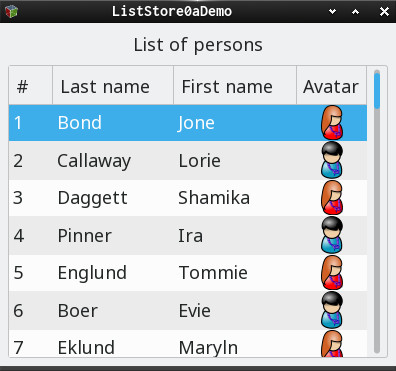 ListStore0aDemo
List of persons
# Last name First name Avatar
1 Bond Jone
2 Callaway Lorie
3 Daggett Shamika
4 Pinner Ira
5 Englund Tommie
6 Boer Evie
7 Eklund Maryln